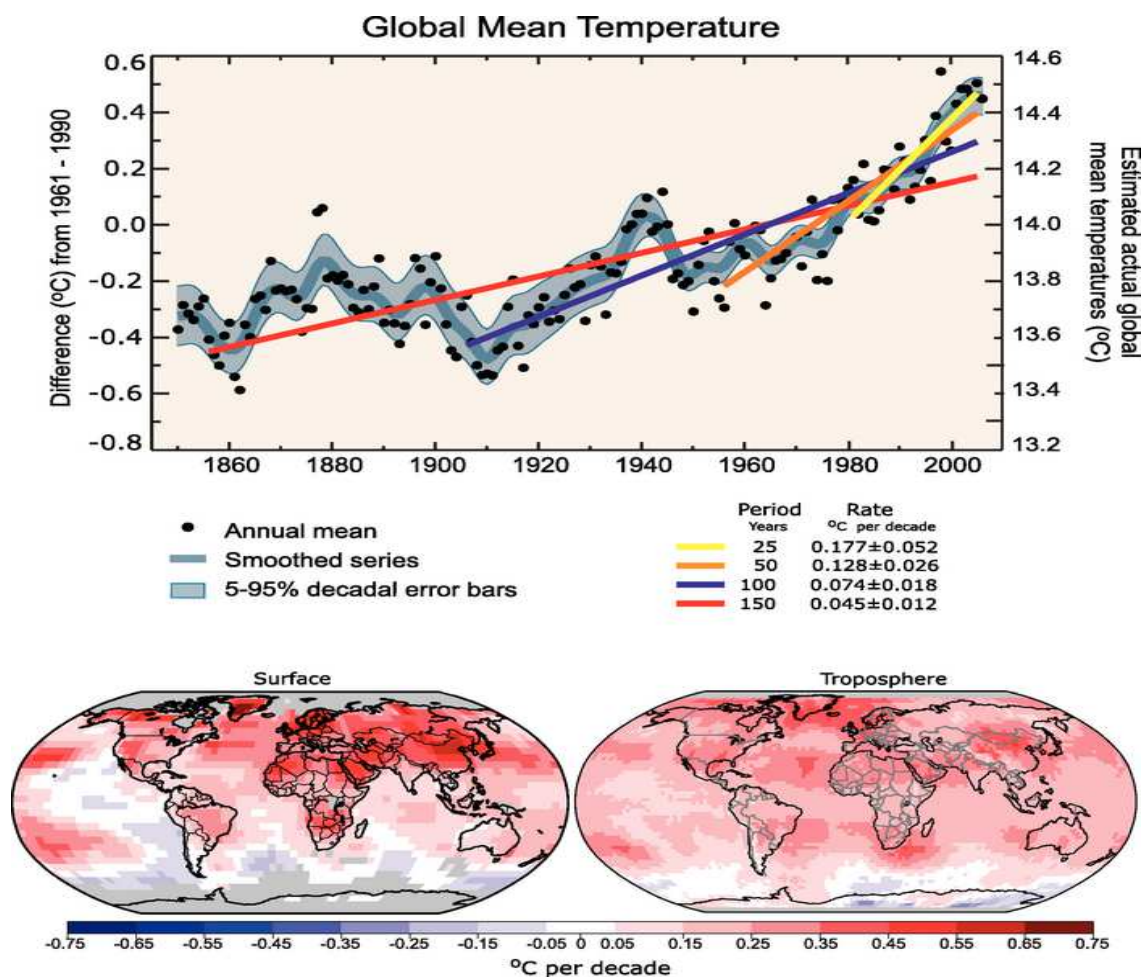 Global Mean Temperature
Difference (ºC) from 1961 - 1990
0.6
0.4
0.2
0.0
-0.2
-0.4
-0.6
-0.8
14.6
14.4
14.2
14.0
13.8
13.6
13.4
13.2
Estimated actual global
mean temperatures (ºC)
1860 1880 1900 1920 1940 1960 1980 2000
Annual mean
Smoothed series
5-95% decadal error bars
Period Rate
Years ºC per decade
25 0.177±0.052
50 0.128±0.026
100 0.074±0.018
150 0.045±0.012
Surface Troposphere
-0.75 -0.65 -0.55 -0.45 -0.35 -0.25 -0.15 -0.05 0 0.05 0.15 0.25 0.35 0.45 0.55 0.65 0.75
ºC per decade